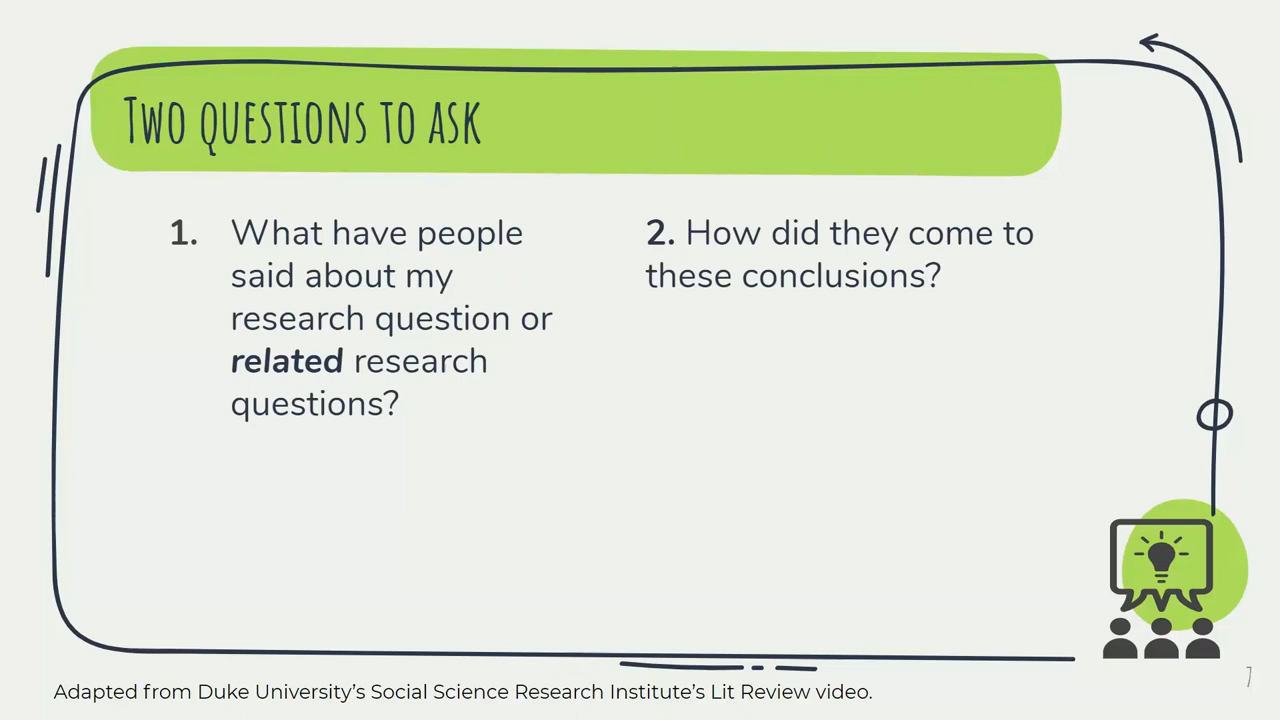 Two questions to ask
1. What have people
said about my
research question or
related research
questions?
2. How did they come to
these conclusions?
Adapted from Duke University’s Social Science Research Institute’s Lit Review video.
7